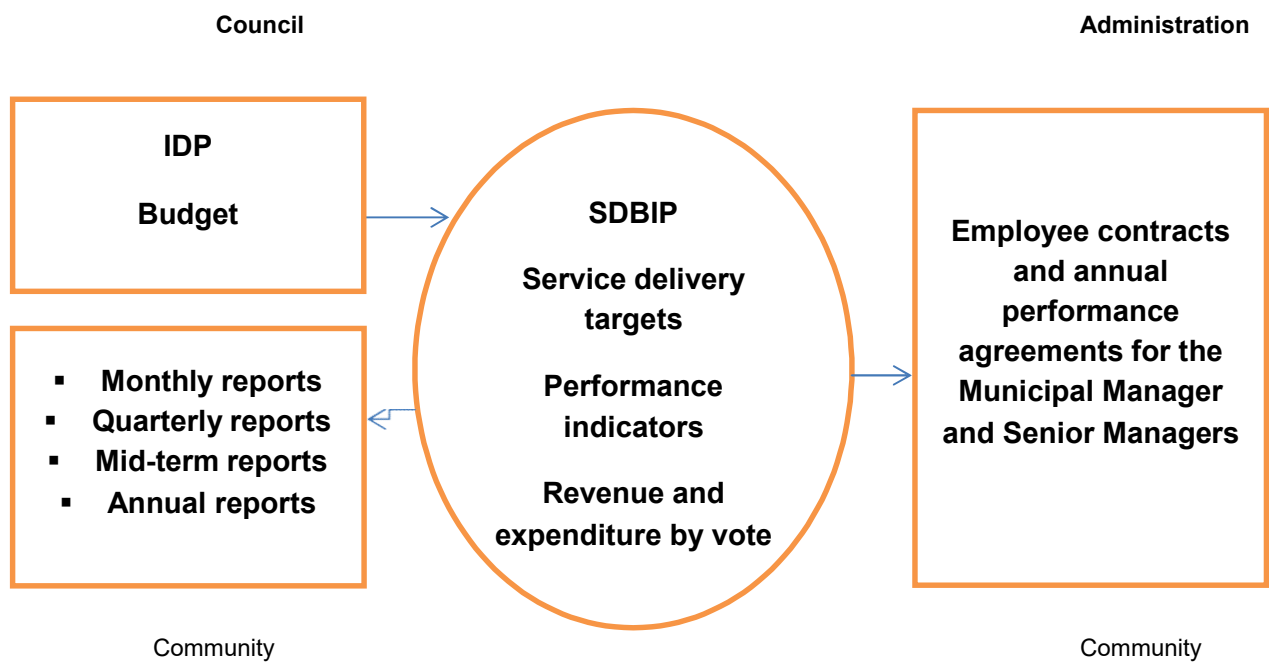 Council
Administration
IDP
Budget
▪ Monthly reports
▪ Quarterly reports
▪ Mid-term reports
▪ Annual reports
SDBIP
Service delivery
targets
Performance
indicators
Revenue and
expenditure by vote
Employee contracts
and annual
performance
agreements for the
Municipal Manager
and Senior Managers
Community
Community